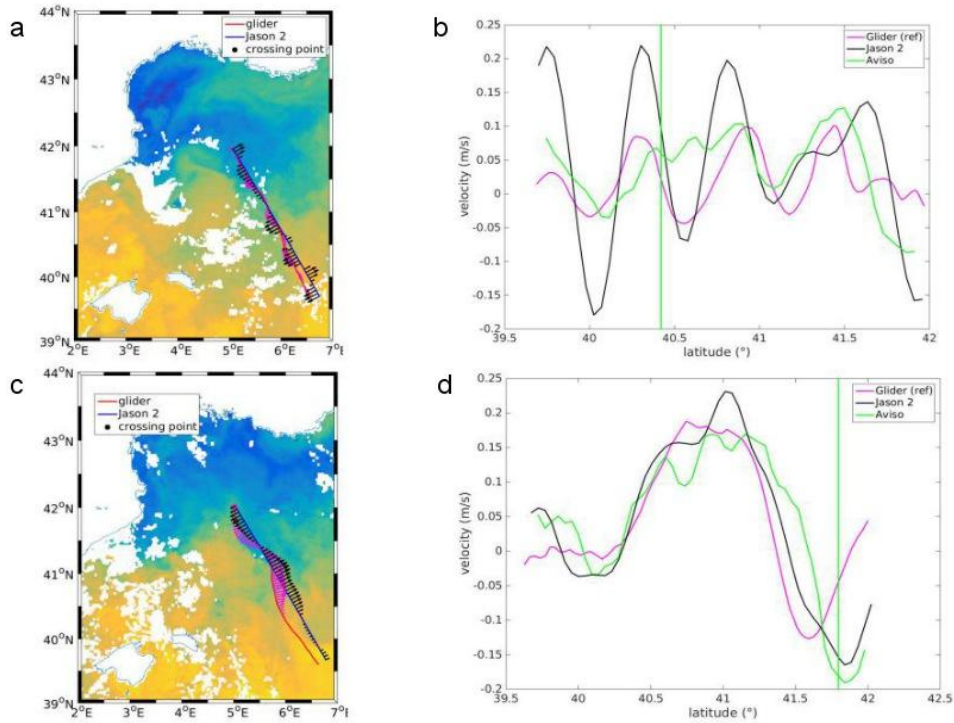 a
44°N
43°N
42°N
41°N
40°N
39°N
2°E 3°E 4°E 5°E 6°E 7°
glider
Jason 2
crossing point
b
0.25
0.2
0.15
0.1
0.05
0
-0.05
-0.1
-0.15
-0.2
velocity (m/s)
39.5 40 40.5 41 41.5 42
latitude (°)
Glider (ref)
Jason 2
Aviso
c
44°N
43°N
42°N
41°N
40°N
39°N
2°E 3°E 4°E 5°E 6°E 7°
glider
Jason 2
crossing point
d
0.25
0.2
0.15
0.1
0.05
0
-0.05
-0.1
-0.15
-0.2
velocity (m/s)
39.5 40 40.5 41 41.5 42 42.5
latitude (°)
Glider (ref)
Jason 2
Aviso